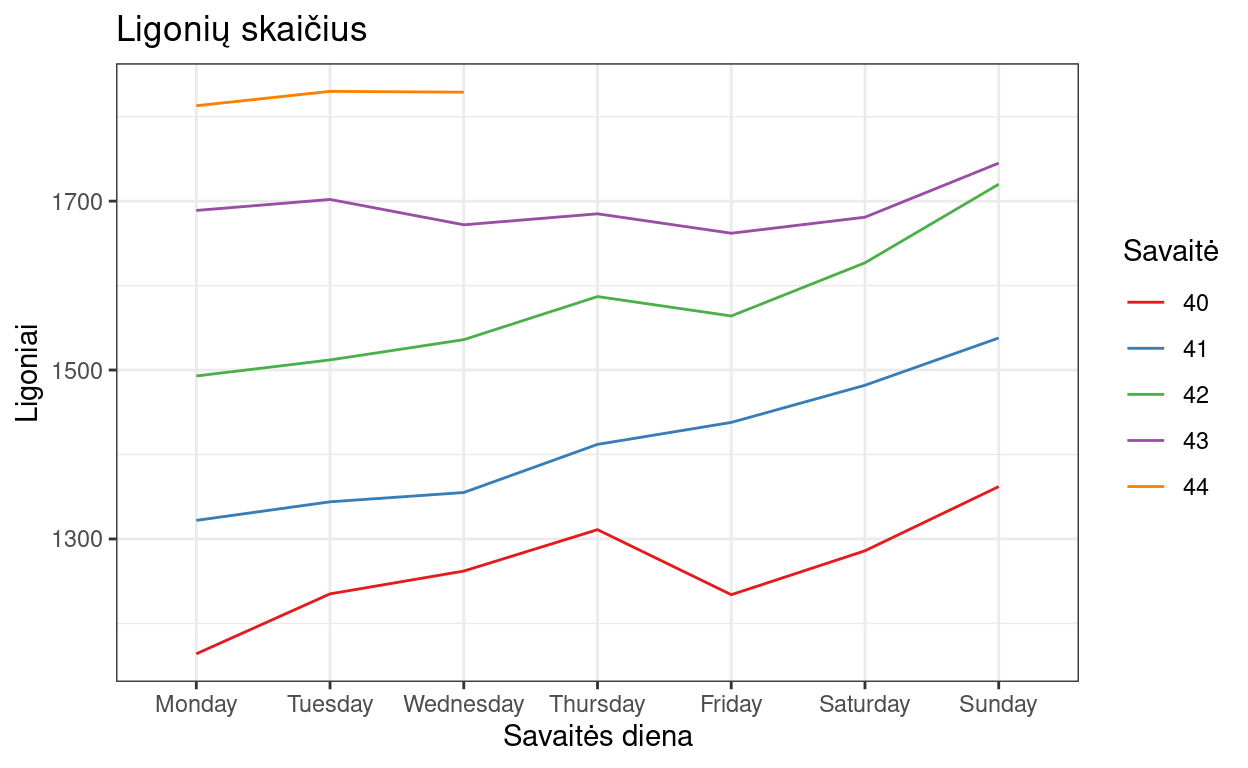 Ligonių skaičius
Ligoniai
1700
1500
1300
Monday Tuesday Wednesday Thursday Friday Saturday Sunday
Savaitės diena
Savaitė
40
41
42
43
44